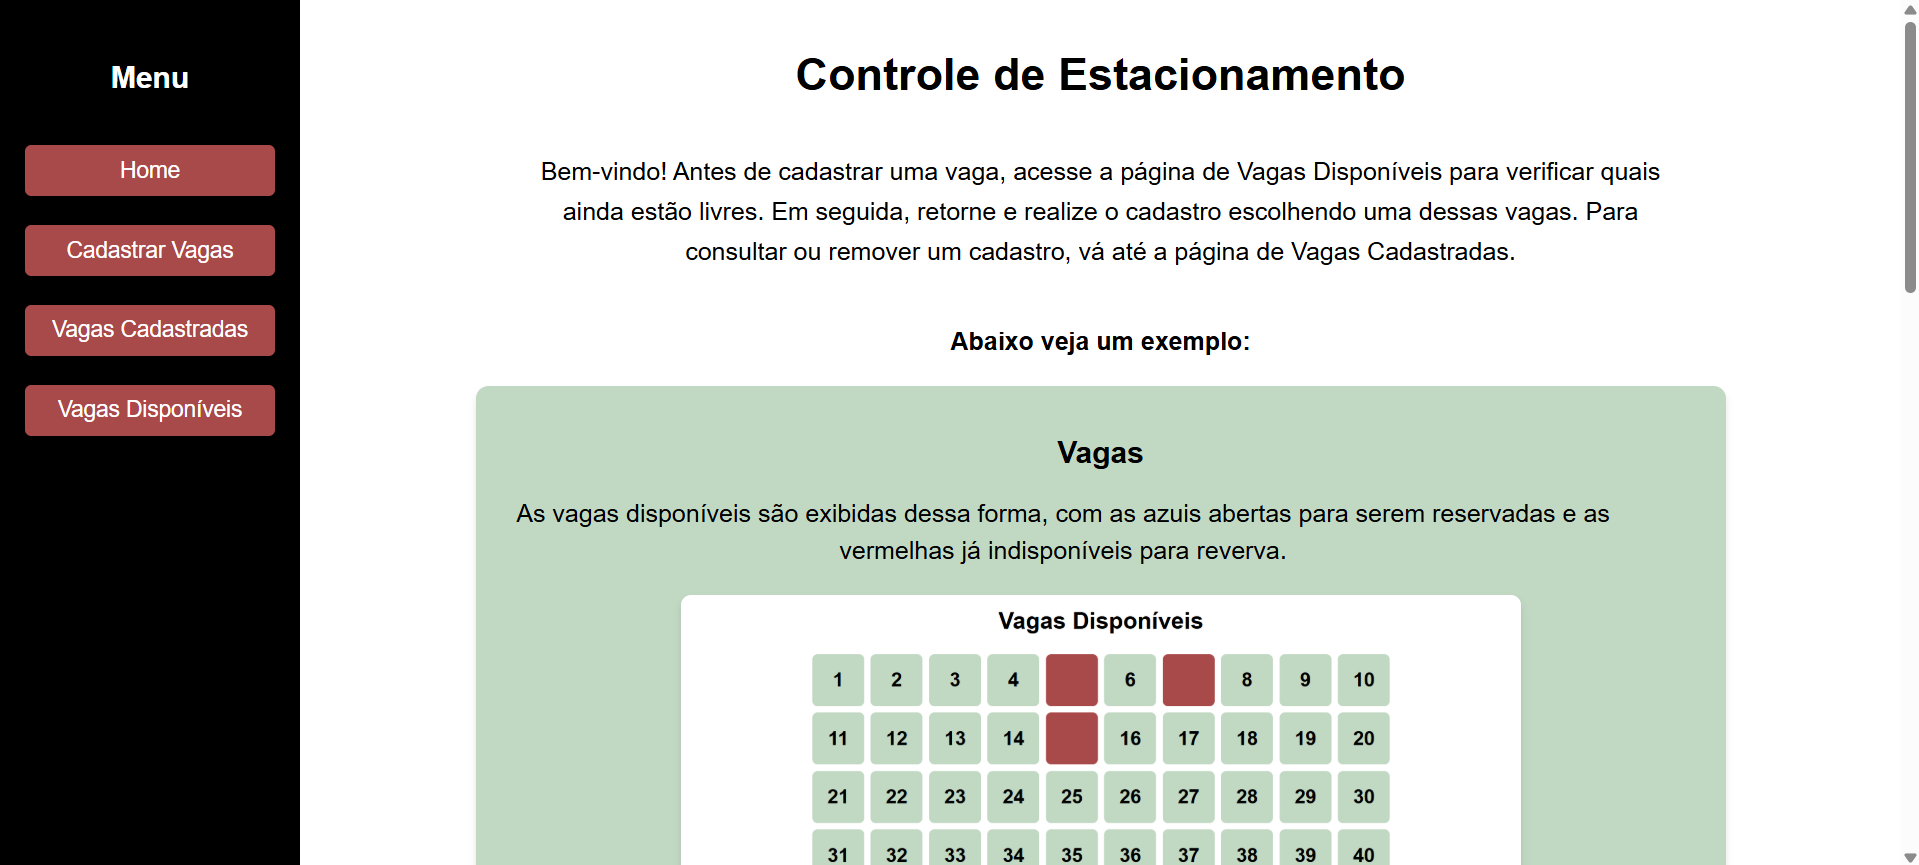 Menu
Home
Cadastrar Vagas
Vagas Cadastradas
Vagas Disponíveis
Controle de Estacionamento
Bem-vindo! Antes de cadastrar uma vaga, acesse a página de Vagas Disponíveis para verificar quais
ainda estão livres. Em seguida, retorne e realize o cadastro escolhendo uma dessas vagas. Para
consultar ou remover um cadastro, vá até a página de Vagas Cadastradas.
Abaixo veja um exemplo:
Vagas
As vagas disponíveis são exibidas dessa forma, com as azuis abertas para serem reservadas e as
vermelhas já indisponíveis para reverva.
Vagas Disponíveis
1 2 3 4 6 8 9 10
11 12 13 14 16 17 18 19 20
21 22 23 24 25 26 27 28 29 30
31 32 33 34 35 36 37 38 39 40